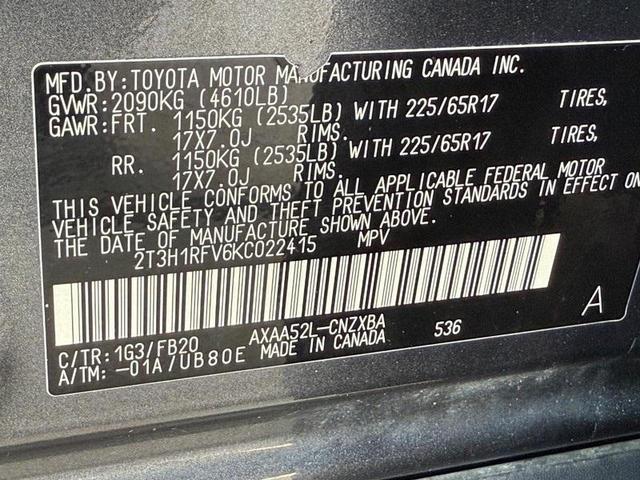 MFD.BY:TOYOTA MOTOR MANUFACTURING CANADA INC.
GVWR:2090KG (4610LB)
GAWR:FRT. 1150KG (2535LB) WITH 225/65R17 TIRES,
17X7.0J RIMS.
RR. 1150KG (2535LB) WITH 225/65R17 TIRES,
17X7.0J RIMS.
THIS VEHICLE CONFORMS TO ALL APPLICABLE FEDERAL MOTOR
VEHICLE SAFETY AND THEFT PREVENTION STANDARDS IN EFFECT ON
THE DATE OF MANUFACTURE SHOWN ABOVE.
2T3H1RFV6KC022415 MPV
AXAA52L-CNZXBA 536 A
C/TR:1G3/FB20 MADE IN CANADA
A/TM:-01A/UB80E